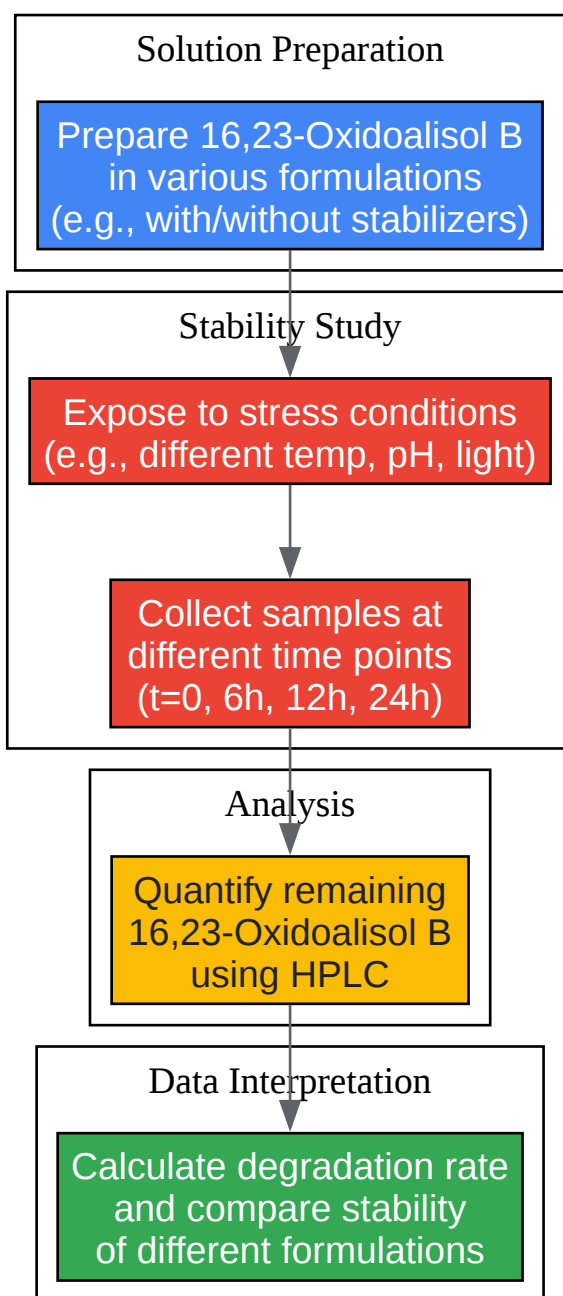 Solution Preparation
Prepare 16,23-Oxidoalisol B
in various formulations
(e.g., with/without stabilizers)
Stability Study
Expose to stress conditions
(e.g., different temp, pH, light)
Collect samples at
different time points
(t=0, 6h, 12h, 24h)
Analysis
Quantify remaining
16,23-Oxidoalisol B
using HPLC
Data Interpretation
Calculate degradation rate
and compare stability
of different formulations